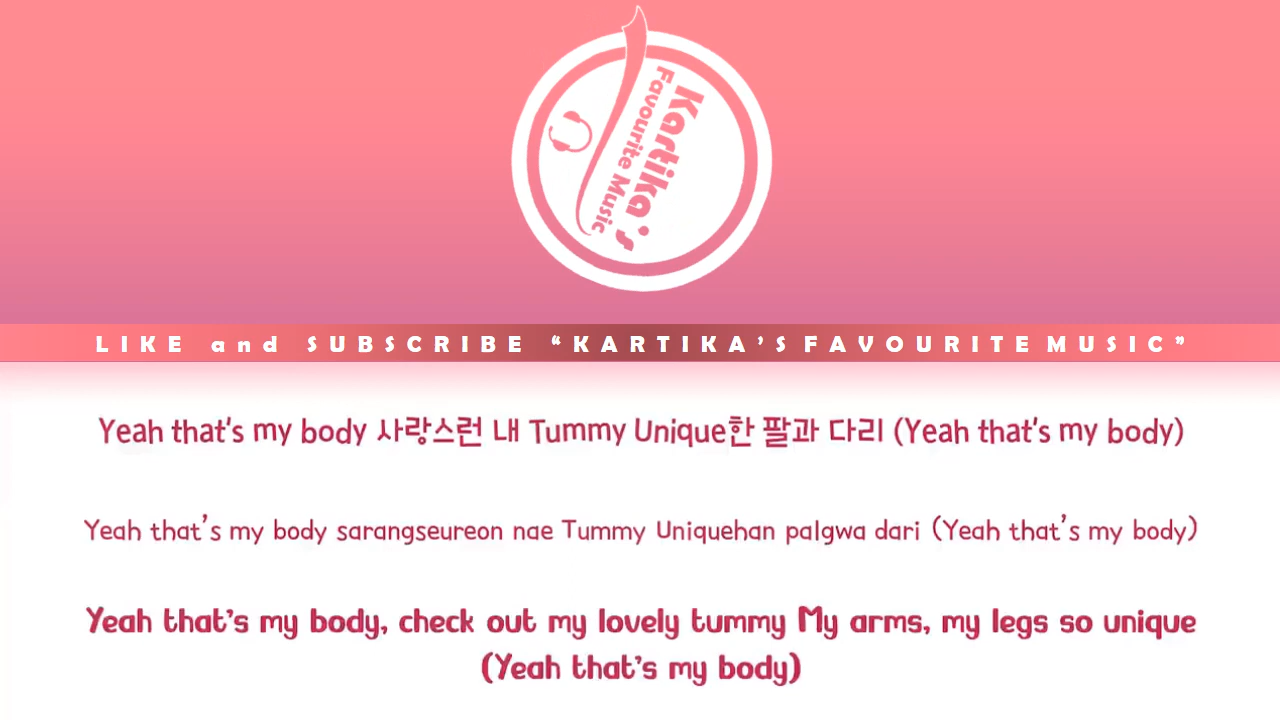 Kartika's
Favourite Music
LIKE and SUBSCRIBE “KARTIKA’S FAVOURITE MUSIC”
Yeah that's my body 사랑스런 내 Tummy Unique한 팔과 다리 (Yeah that's my body)
Yeah that’s my body sarangseureon nae Tummy Uniquehan palgwa dari (Yeah that’s my body)
Yeah that’s my body, check out my lovely tummy My arms, my legs so unique
(Yeah that’s my body)